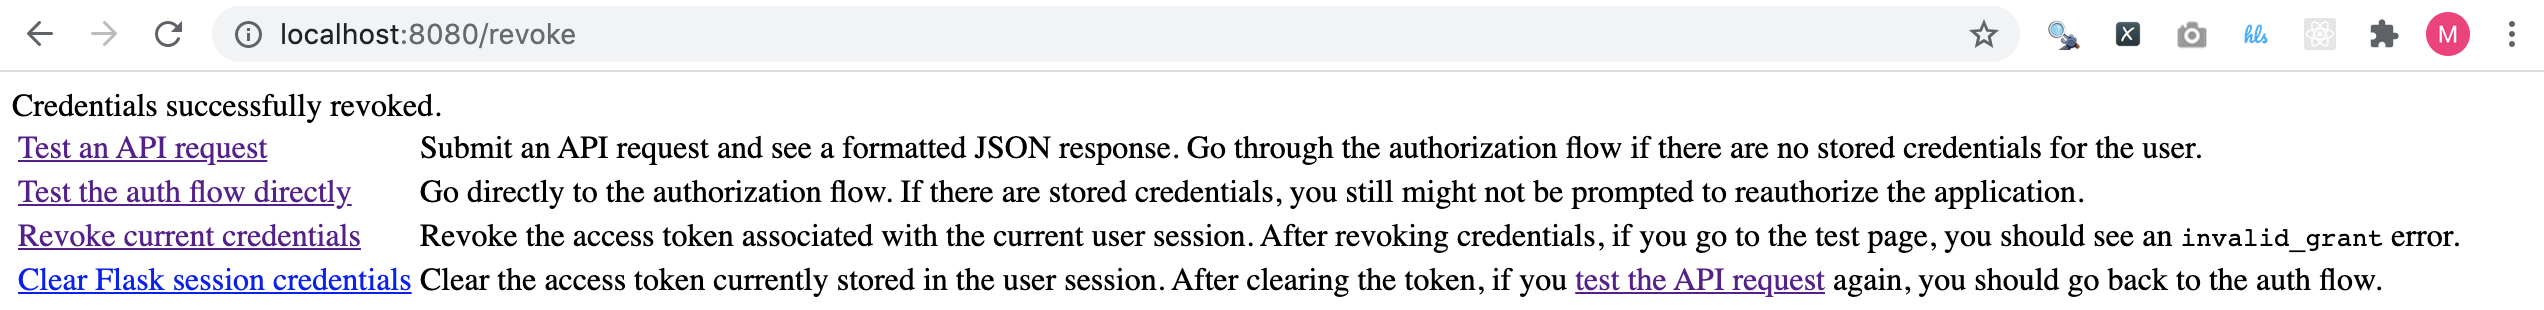 localhost:8080/revoke
X
hls
M
Credentials successfully revoked.
Test an API request Submit an API request and see a formatted JSON response. Go through the authorization flow if there are no stored credentials for the user.
Test the auth flow directly Go directly to the authorization flow. If there are stored credentials, you still might not be prompted to reauthorize the application.
Revoke current credentials Revoke the access token associated with the current user session. After revoking credentials, if you go to the test page, you should see an invalid_grant error.
Clear Flask session credentials Clear the access token currently stored in the user session. After clearing the token, if you test the API request again, you should go back to the auth flow.